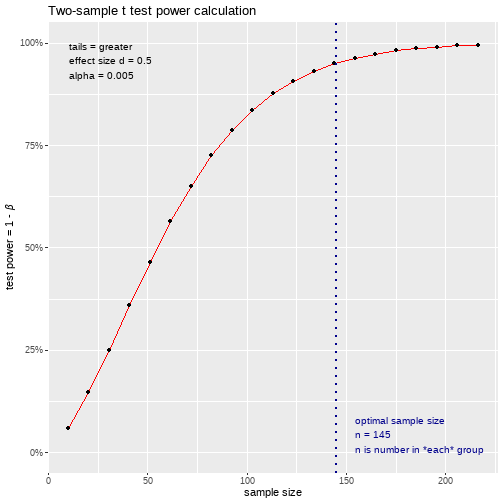 Two-sample t test power calculation
tails = greater
effect size d = 0.5
alpha = 0.005
100%
75%
50%
25%
0%
test power = 1 - β
optimal sample size
n = 145
n is number in *each* group
0
50
100
150
200
sample size